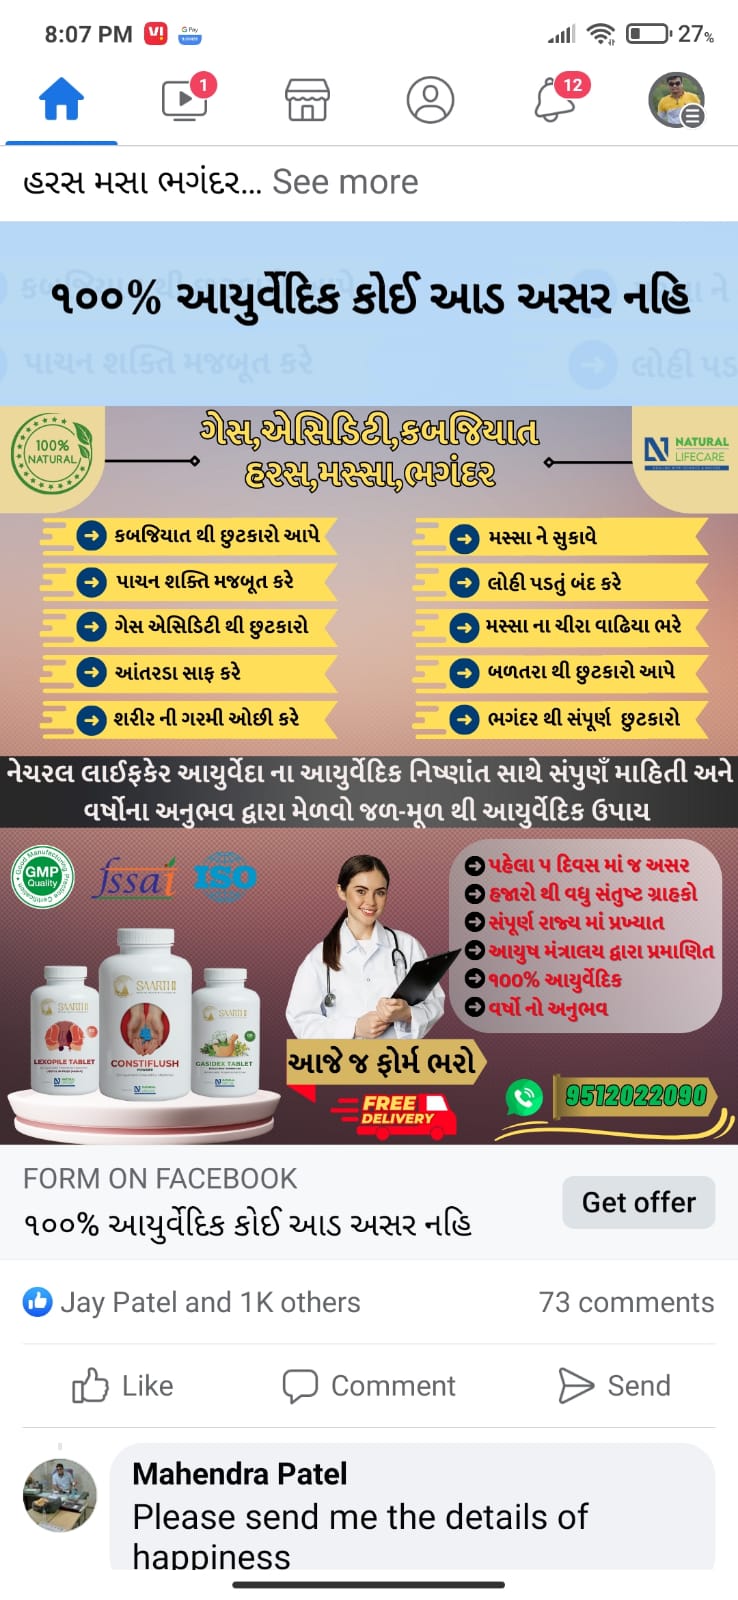 8:07 PM
27%
1
12
હરસ મસા ભગંદર... See more
૧૦૦% આયુર્વેદિક કોઈ આડ અસર નહિ
પાચન શક્તિ મજબૂત કરે
લોહી પડ
100%
NATURAL
ગેસ,એસિડિટી,કબજિયાત
હરસ,મસ્સા,ભગંદર
NATURAL
LIFECARE
કબજિયાત થી છુટકારો આપે
પાચન શક્તિ મજબૂત કરે
ગેસ એસિડિટી થી છુટકારો
આંતરડા સાફ કરે
શરીર ની ગરમી ઓછી કરે
મસ્સા ને સુકાવે
લોહી પડતું બંદ કરે
મસ્સા ના ચીરા વાઢિયા ભરે
બળતરા થી છુટકારો આપે
ભગંદર થી સંપૂર્ણ છુટકારો
નેચરલ લાઈફકેર આયુર્વેદા ના આયુર્વેદિક નિષ્ણાંત સાથે સંપુર્ણ માહિતી અને
વર્ષોના અનુભવ દ્વારા મેળવો જળ-મૂળ થી આયુર્વેદિક ઉપાય
GMP
Quality
fssai
ISO
પહેલા ૫ દિવસ માં જ અસર
હજારો થી વધુ સંતુષ્ટ ગ્રાહકો
સંપૂર્ણ રાજ્ય માં પ્રખ્યાત
આયુષ મંત્રાલય દ્વારા પ્રમાણિત
૧૦૦% આયુર્વેદિક
વર્ષો નો અનુભવ
SAARTHI
LEXOPILE TABLET
SAARTHI
CONSTIFLUSH
POWDER
SAARTHI
GASIDEX TABLET
આજે જ ફોર્મ ભરો
FREE
DELIVERY
9512022090
FORM ON FACEBOOK
૧૦૦% આયુર્વેદિક કોઈ આડ અસર નહિ
Get offer
Jay Patel and 1K others
73 comments
Like
Comment
Send
Mahendra Patel
Please send me the details of
happiness